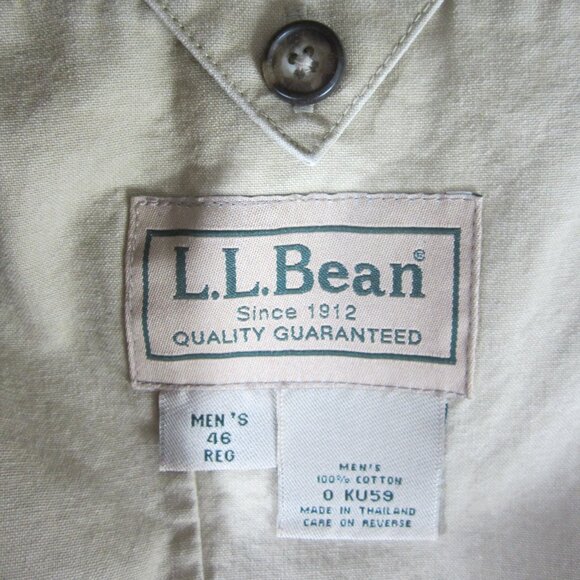 L.L.Bean®
Since 1912
QUALITY GUARANTEED
MEN'S
46
REG
MEN'S
100% COTTON
0 KU59
MADE IN THAILAND
CARE ON REVERSE